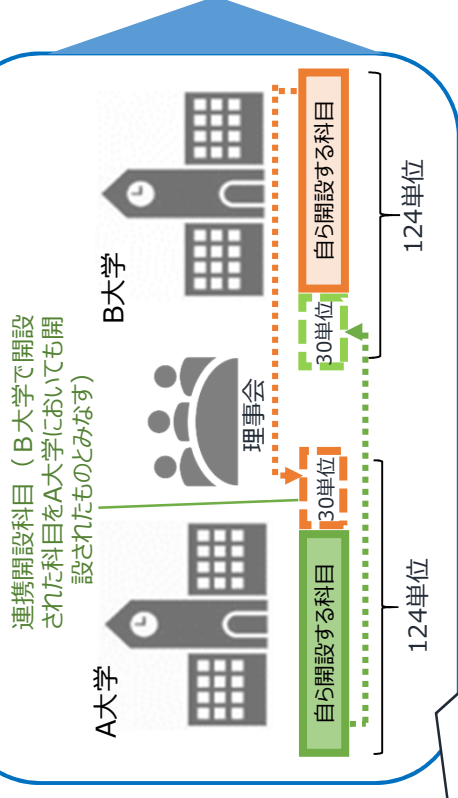 連携開設科目（Ｂ大学で開設
された科目をA大学においても開
設されたものとみなす）
A大学
B大学
理事会
自ら開設する科目
30単位
30単位
自ら開設する科目
124単位
124単位